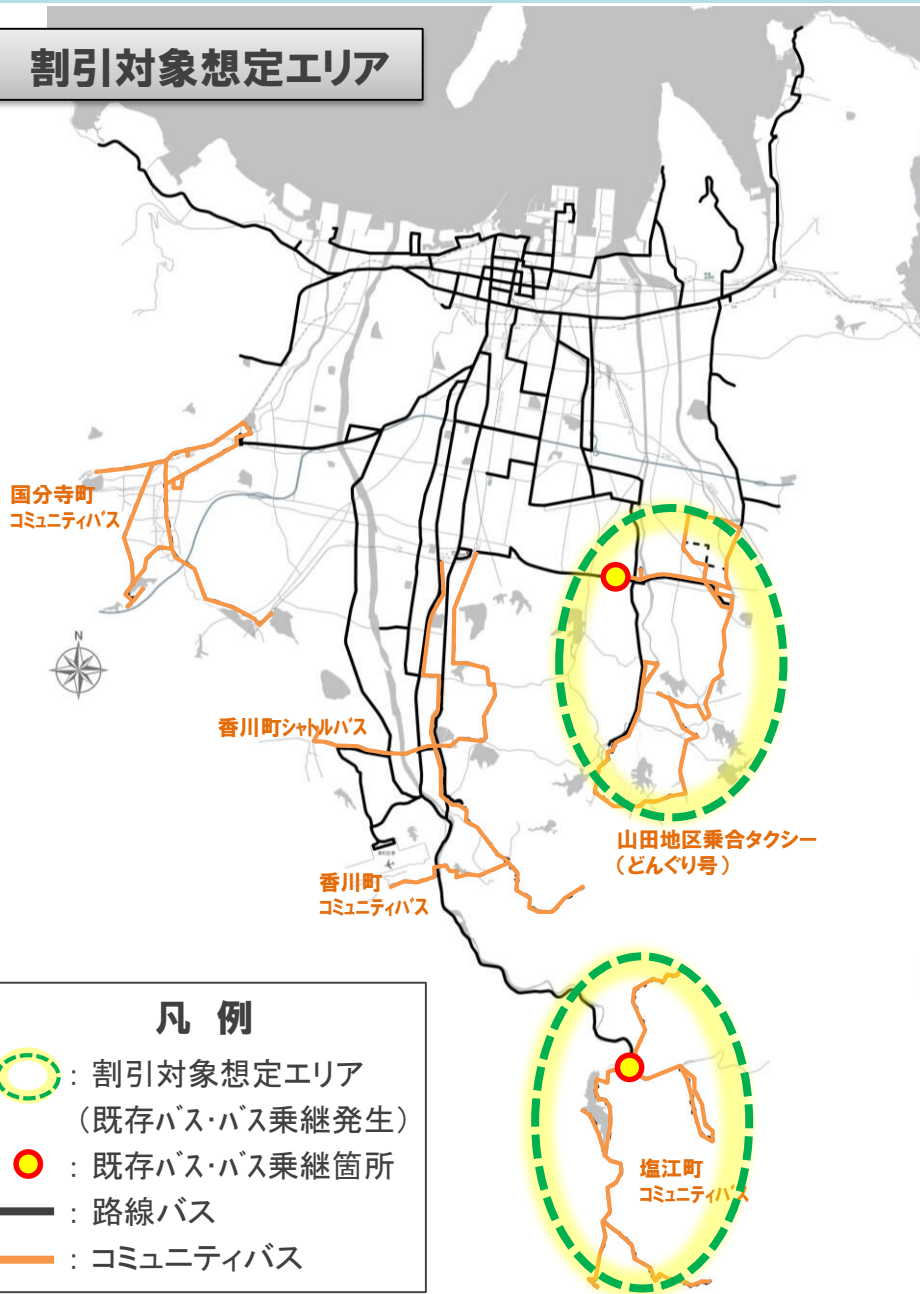 割引対象想定エリア
国分寺町
コミュニティバス
N
香川町シャトルバス
山田地区乗合タクシー
(どんぐり号)
香川町
コミュニティバス
塩江町
コミュニティバス
凡 例
: 割引対象想定エリア
(既存バス・バス乗継発生)
: 既存バス・バス乗継箇所
: 路線バス
: コミュニティバス